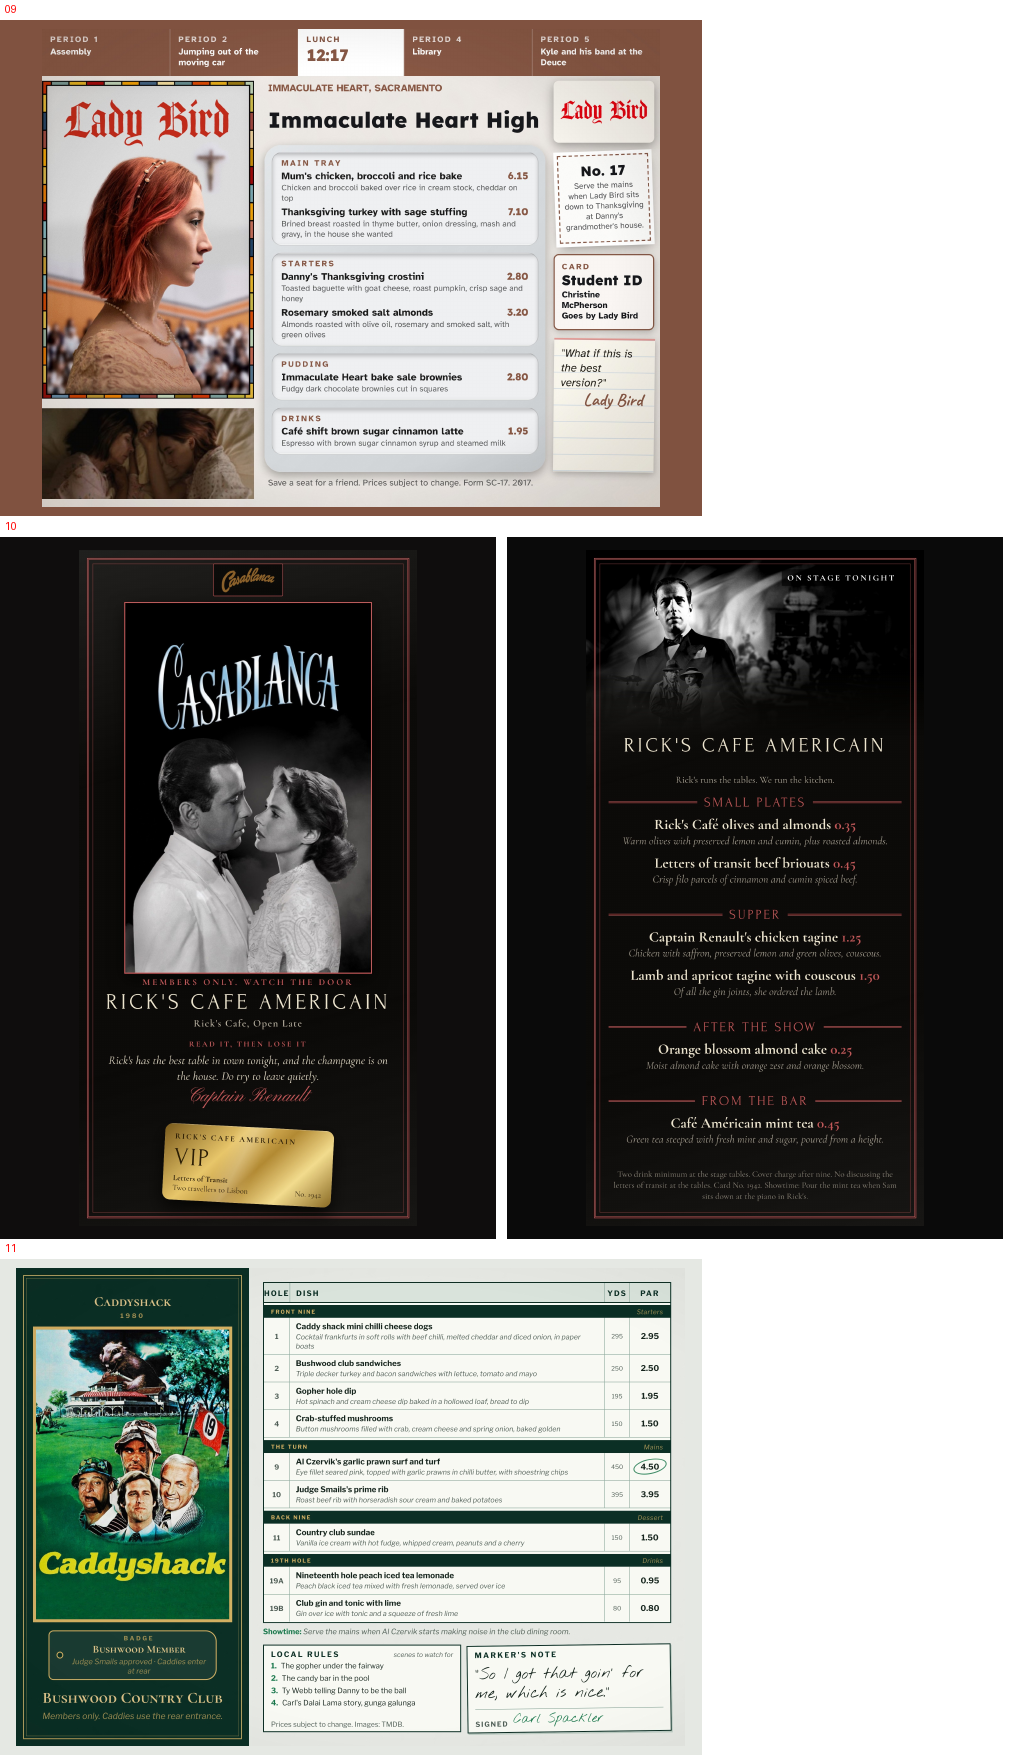 09
PERIOD 1
Assembly
PERIOD 2
Jumping out of the
moving car
LUNCH
12:17
PERIOD 4
Library
PERIOD 5
Kyle and his band at the
Deuce
Lady Bird
IMMACULATE HEART, SACRAMENTO
Immaculate Heart High
MAIN TRAY
Mum's chicken, broccoli and rice bake 6.15
Chicken and broccoli baked over rice in cream stock, cheddar on
top
Thanksgiving turkey with sage stuffing 7.10
Brined breast roasted in thyme butter, onion dressing, mash and
gravy, in the house she wanted
STARTERS
Danny's Thanksgiving crostini 2.80
Toasted baguette with goat cheese, roast pumpkin, crisp sage and
honey
Rosemary smoked salt almonds 3.20
Almonds roasted with olive oil, rosemary and smoked salt, with
green olives
PUDDING
Immaculate Heart bake sale brownies 2.80
Fudgy dark chocolate brownies cut in squares
DRINKS
Café shift brown sugar cinnamon latte 1.95
Espresso with brown sugar cinnamon syrup and steamed milk
Save a seat for a friend. Prices subject to change. Form SC-17. 2017.
Lady Bird
No. 17
Serve the mains
when Lady Bird sits
down to Thanksgiving
at Danny's
grandmother's house.
CARD
Student ID
Christine
McPherson
Goes by Lady Bird
"What if this is
the best
version?"
Lady Bird
10
Casablanca
CASABLANCA
MEMBERS ONLY. WATCH THE DOOR
RICK'S CAFE AMERICAIN
Rick's Cafe, Open Late
READ IT, THEN LOSE IT
Rick's has the best table in town tonight, and the champagne is on
the house. Do try to leave quietly.
Captain Renault
RICK'S CAFE AMERICAIN
VIP
Letters of Transit
Two travellers to Lisbon
No. 1942
ON STAGE TONIGHT
RICK'S CAFE AMERICAIN
Rick's runs the tables. We run the kitchen.
SMALL PLATES
Rick's Café olives and almonds 0.35
Warm olives with preserved lemon and cumin, plus roasted almonds.
Letters of transit beef briouats 0.45
Crisp filo parcels of cinnamon and cumin spiced beef.
SUPPER
Captain Renault's chicken tagine 1.25
Chicken with saffron, preserved lemon and green olives, couscous.
Lamb and apricot tagine with couscous 1.50
Of all the gin joints, she ordered the lamb.
AFTER THE SHOW
Orange blossom almond cake 0.25
Moist almond cake with orange zest and orange blossom.
FROM THE BAR
Café Américain mint tea 0.45
Green tea steeped with fresh mint and sugar, poured from a height.
Two drink minimum at the stage tables. Cover charge after nine. No discussing the
letters of transit at the tables. Card No. 1942. Showtime: Pour the mint tea when Sam
sits down at the piano in Rick's.
11
CADDYSHACK
1980
19
Caddyshack
BADGE
BUSHWOOD MEMBER
Judge Smails approved · Caddies enter
at rear
BUSHWOOD COUNTRY CLUB
Members only. Caddies use the rear entrance.
HOLE DISH YDS PAR
FRONT NINE Starters
1 Caddy shack mini chilli cheese dogs 295 2.95
Cocktail frankfurts in soft rolls with beef chilli, melted cheddar and diced onion, in paper
boats
2 Bushwood club sandwiches 250 2.50
Triple decker turkey and bacon sandwiches with lettuce, tomato and mayo
3 Gopher hole dip 195 1.95
Hot spinach and cream cheese dip baked in a hollowed loaf, bread to dip
4 Crab-stuffed mushrooms 150 1.50
Button mushrooms filled with crab, cream cheese and spring onion, baked golden
THE TURN Mains
9 Al Czervik's garlic prawn surf and turf 450 4.50
Eye fillet seared pink, topped with garlic prawns in chilli butter, with shoestring chips
10 Judge Smails's prime rib 395 3.95
Roast beef rib with horseradish sour cream and baked potatoes
BACK NINE Dessert
11 Country club sundae 150 1.50
Vanilla ice cream with hot fudge, whipped cream, peanuts and a cherry
19TH HOLE Drinks
19A Nineteenth hole peach iced tea lemonade 95 0.95
Peach black iced tea mixed with fresh lemonade, served over ice
19B Club gin and tonic with lime 80 0.80
Gin over ice with tonic and a squeeze of fresh lime
Showtime: Serve the mains when Al Czervik starts making noise in the club dining room.
LOCAL RULES scenes to watch for
1. The gopher under the fairway
2. The candy bar in the pool
3. Ty Webb telling Danny to be the ball
4. Carl's Dalai Lama story, gunga galunga
Prices subject to change. Images: TMDB.
MARKER'S NOTE
"So I got that goin' for
me, which is nice."
SIGNED Carl Spackler